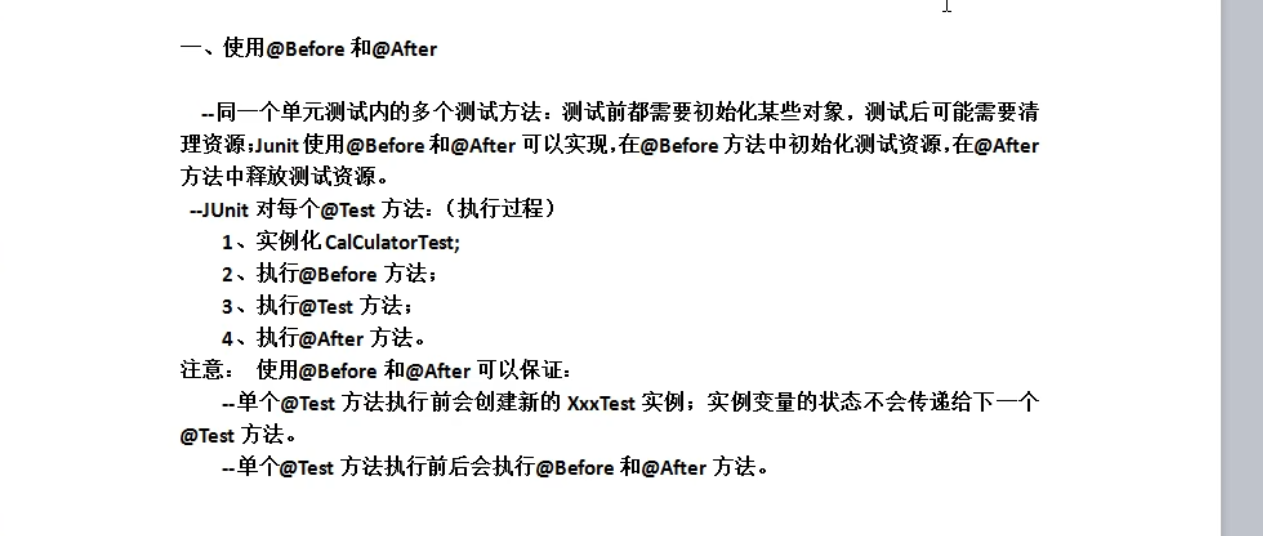 一、使用@Before 和@After
--同一个单元测试内的多个测试方法：测试前都需要初始化某些对象，测试后可能需要清
理资源;Junit 使用@Before 和@After 可以实现,在@Before 方法中初始化测试资源,在@After
方法中释放测试资源。
--JUnit 对每个@Test 方法：（执行过程）
1、实例化 CalCulatorTest;
2、执行@Before 方法；
3、执行@Test 方法；
4、执行@After 方法。
注意： 使用@Before 和@After 可以保证：
--单个@Test 方法执行前会创建新的 XxxTest 实例；实例变量的状态不会传递给下一个
@Test 方法。
--单个@Test 方法执行前后会执行@Before 和@After 方法。